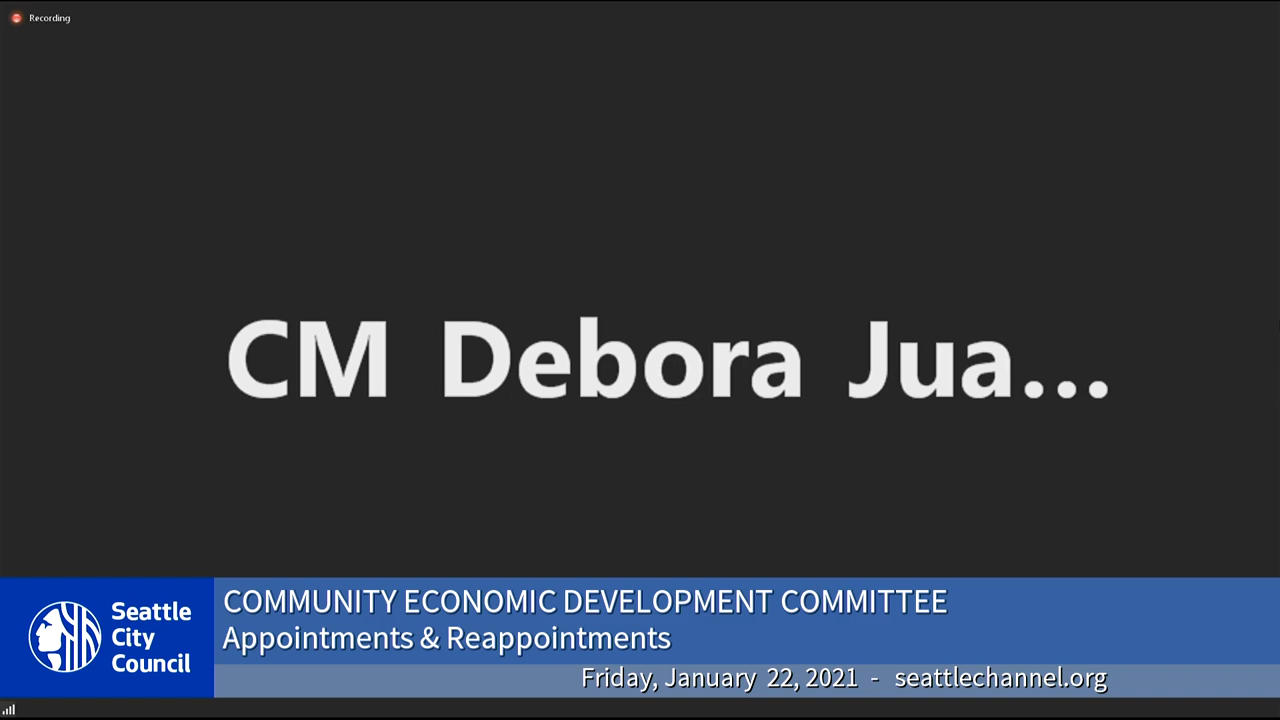 Recording
CM Debora Jua...
Seattle
City
Council
COMMUNITY ECONOMIC DEVELOPMENT COMMITTEE
Appointments & Reappointments
Friday, January 22, 2021 - seattlechannel.org